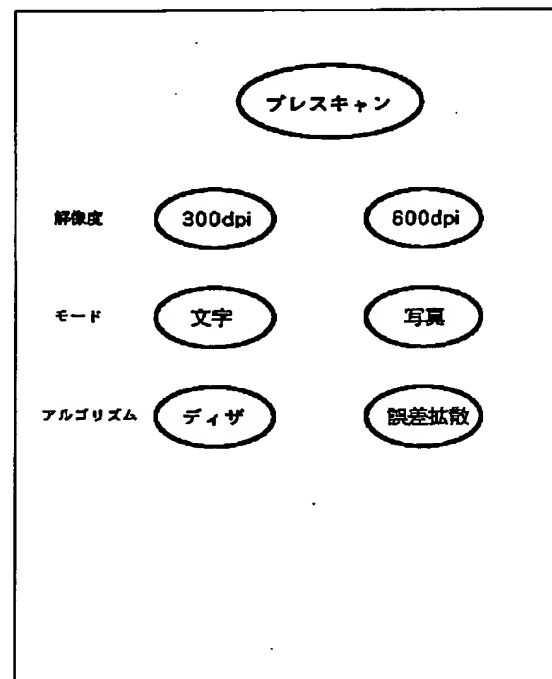 プレスキャン
解像度 300dpi 600dpi
モード 文字 写真
アルゴリズム ディザ 誤差拡散